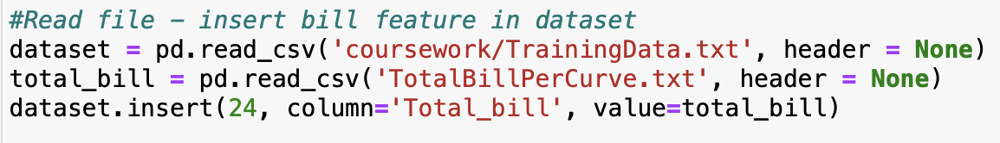 #Read file - insert bill feature in dataset
dataset = pd.read_csv('coursework/TrainingData.txt', header = None)
total_bill = pd.read_csv('TotalBillPerCurve.txt', header = None)
dataset.insert(24, column='Total_bill', value=total_bill)